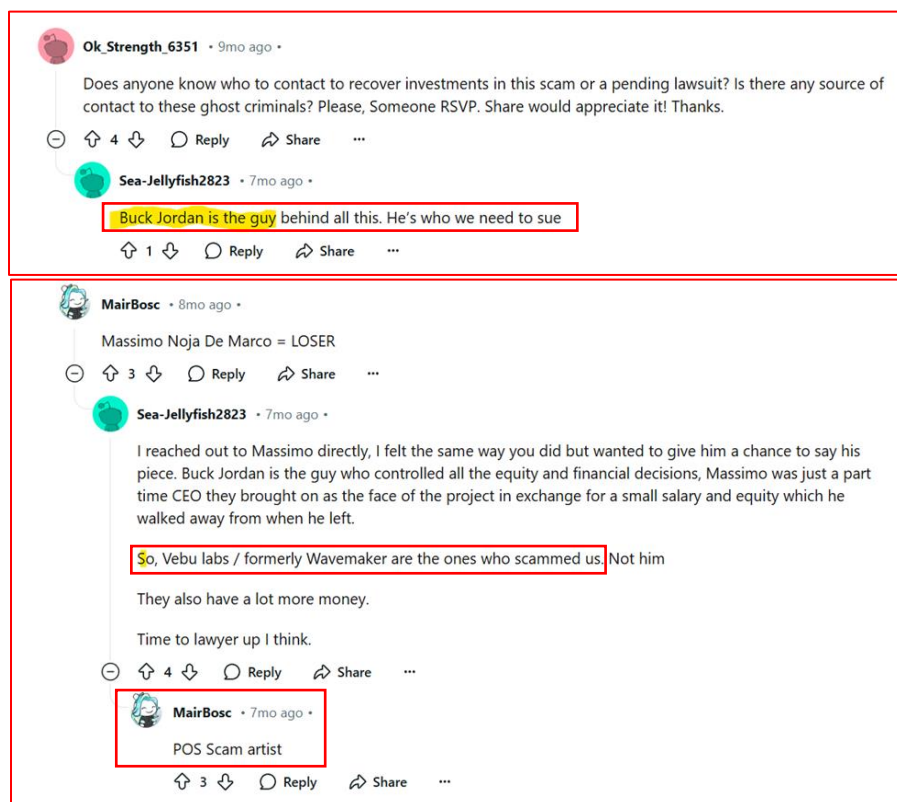 Ok_Strength_6351 • 9mo ago •
Does anyone know who to contact to recover investments in this scam or a pending lawsuit? Is there any source of
contact to these ghost criminals? Please, Someone RSVP. Share would appreciate it! Thanks.
4 Reply Share ...
Sea-Jellyfish2823 • 7mo ago •
Buck Jordan is the guy behind all this. He's who we need to sue
1 Reply Share ...
MairBosc • 8mo ago •
Massimo Noja De Marco = LOSER
3 Reply Share ...
Sea-Jellyfish2823 • 7mo ago •
I reached out to Massimo directly, I felt the same way you did but wanted to give him a chance to say his
piece. Buck Jordan is the guy who controlled all the equity and financial decisions, Massimo was just a part
time CEO they brought on as the face of the project in exchange for a small salary and equity which he
walked away from when he left.
So, Vebu labs / formerly Wavemaker are the ones who scammed us. Not him
They also have a lot more money.
Time to lawyer up I think.
4 Reply Share ...
MairBosc • 7mo ago •
POS Scam artist
3 Reply Share ...